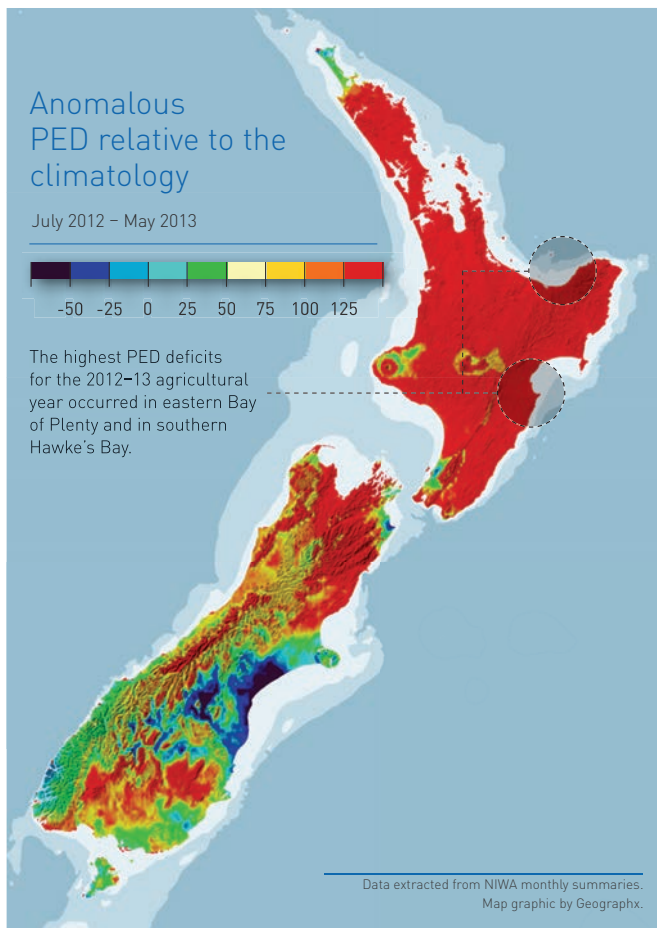 Anomalous
PED relative to the
climatology
July 2012 – May 2013
-50 -25 0 25 50 75 100 125
The highest PED deficits
for the 2012–13 agricultural
year occurred in eastern Bay
of Plenty and in southern
Hawke’s Bay.
Data extracted from NIWA monthly summaries.
Map graphic by Geographx.